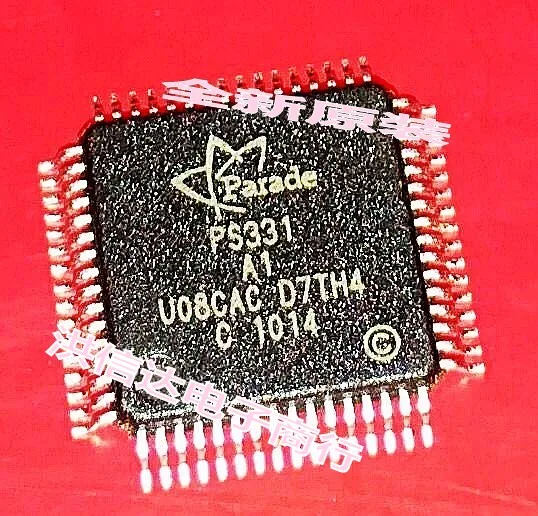 全新原装
Parade
PS331
A1
U08CAC D7TH4
C 1014
C
洪信达电子商行